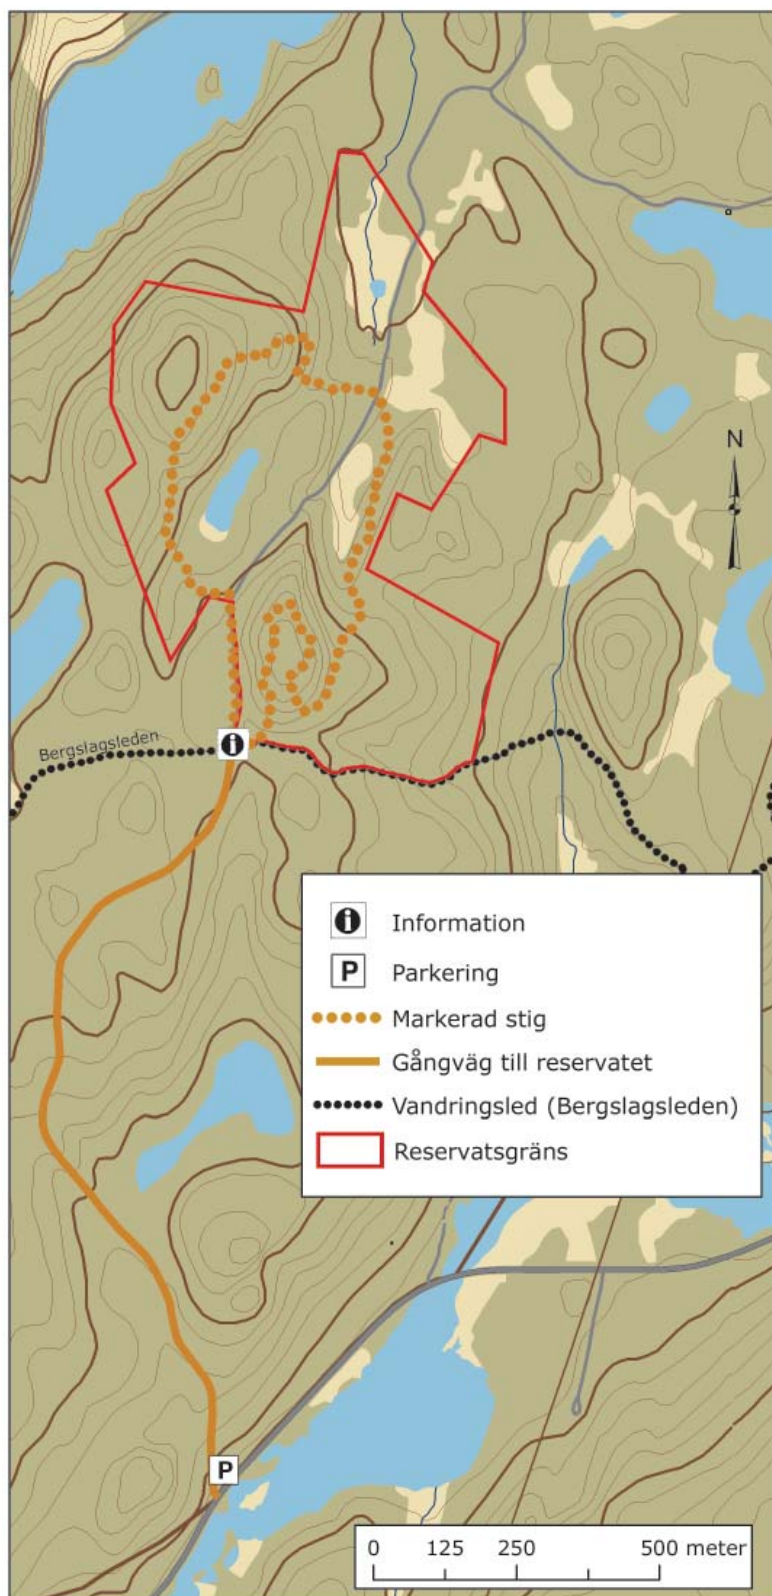 N
Bergslagsleden
i
i Information
P Parkering
Markerad stig
Gångväg till reservatet
Vandringsled (Bergslagsleden)
Reservatsgräns
P
0 125 250 500 meter